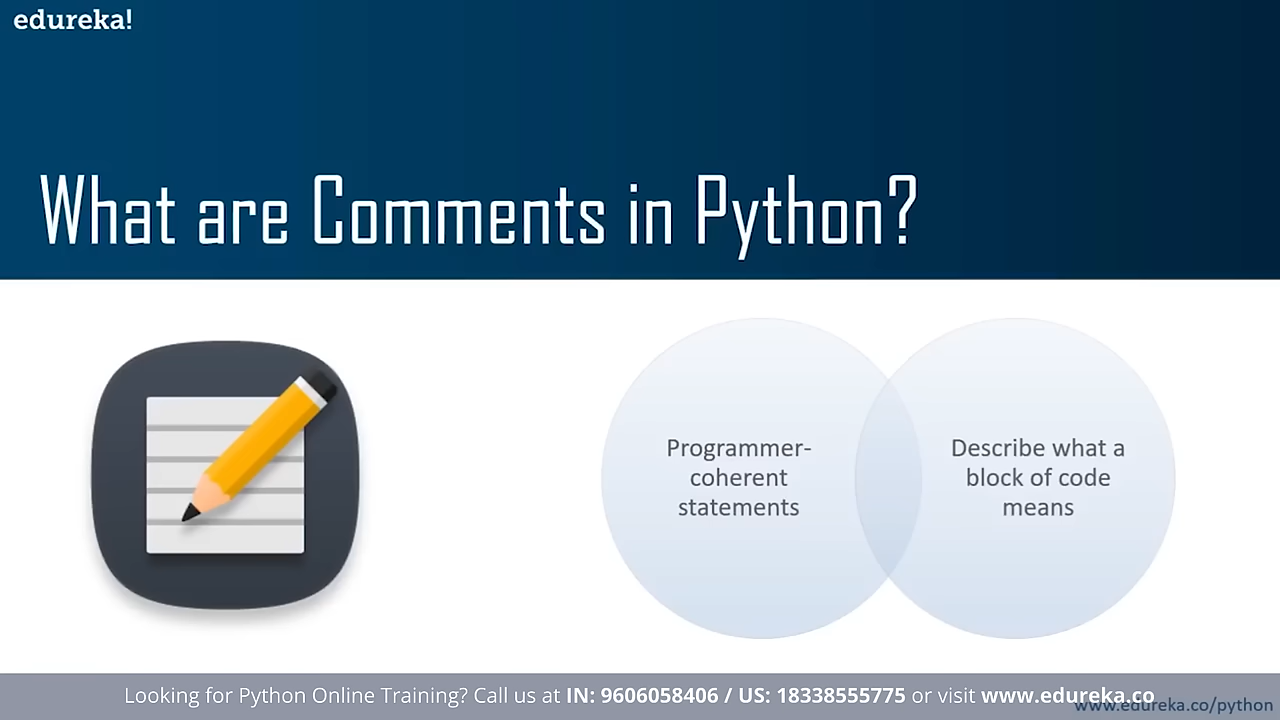 edureka!
What are Comments in Python?
Programmer-
coherent
statements
Describe what a
block of code
means
Looking for Python Online Training? Call us at IN: 9606058406 / US: 18338555775 or visit www.edureka.co
www.edureka.co/python